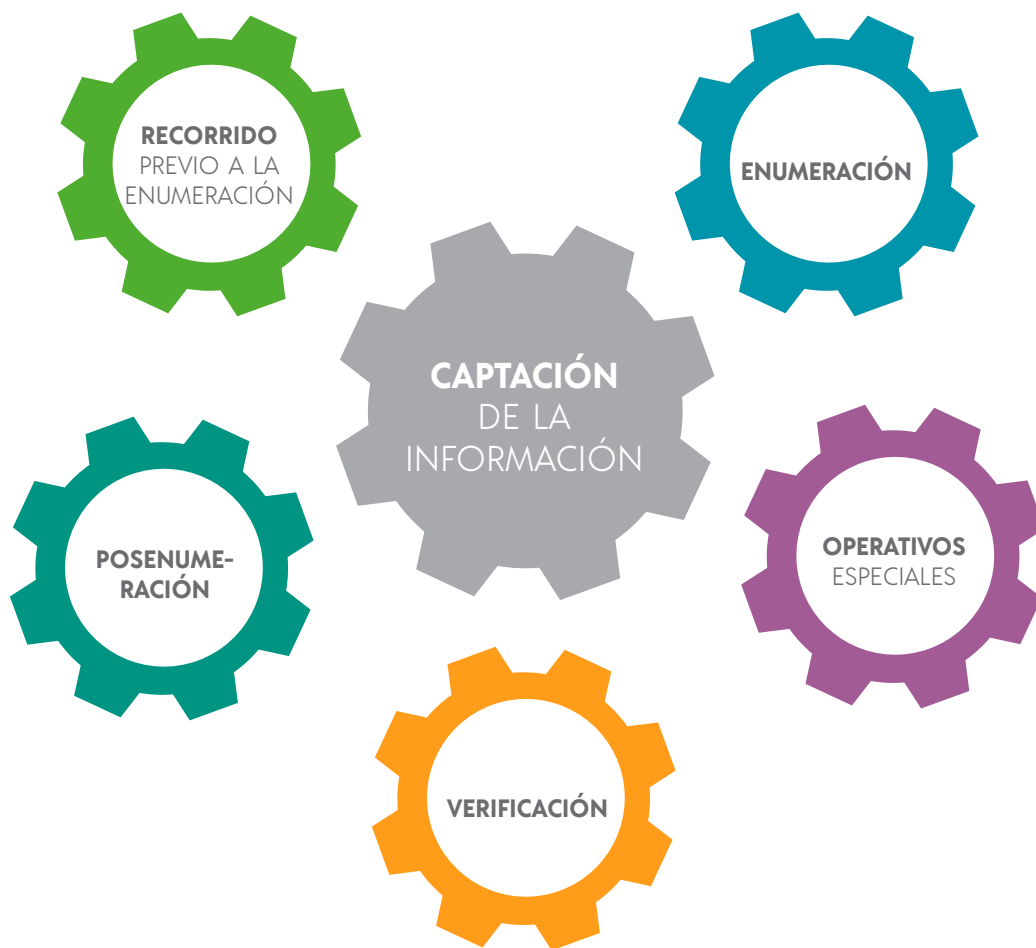 RECORRIDO
PREVIO A LA
ENUMERACIÓN
ENUMERACIÓN
CAPTACIÓN
DE LA
INFORMACIÓN
POSENUME-
RACIÓN
OPERATIVOS
ESPECIALES
VERIFICACIÓN